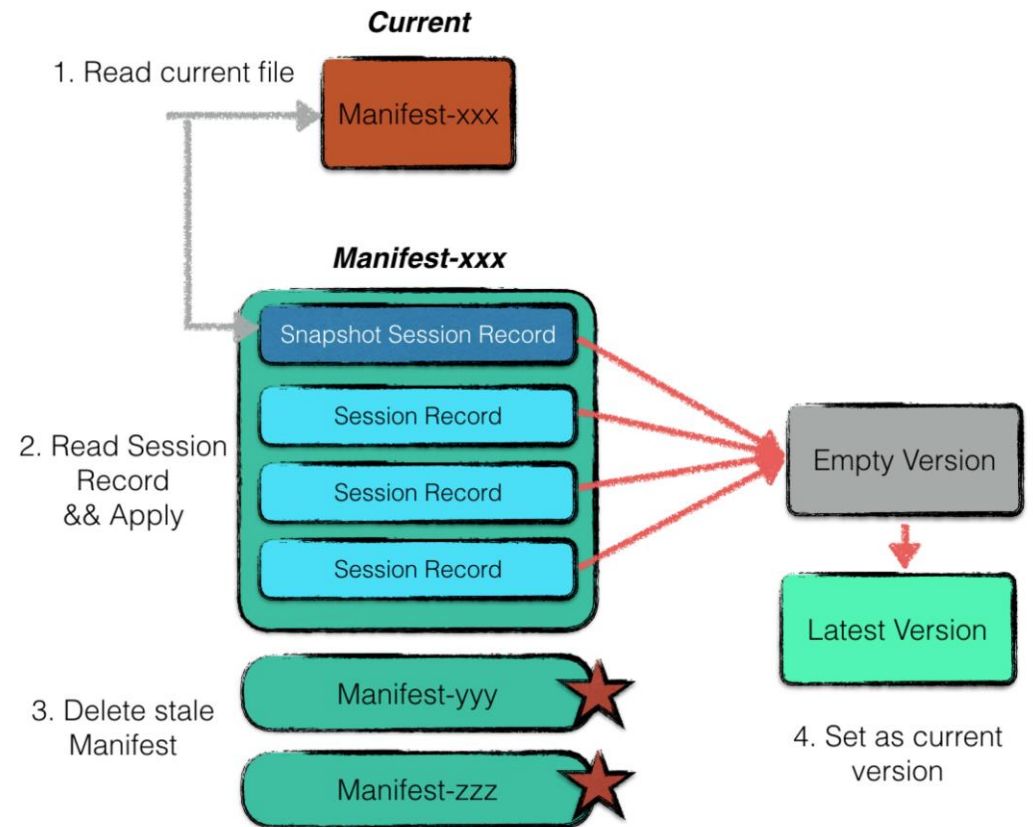 Current
1. Read current file
Manifest-xxx
Manifest-xxx
Snapshot Session Record
Session Record
Session Record
Session Record
2. Read Session
Record
&& Apply
Empty Version
Latest Version
3. Delete stale
Manifest
Manifest-yyy
Manifest-zzz
4. Set as current
version